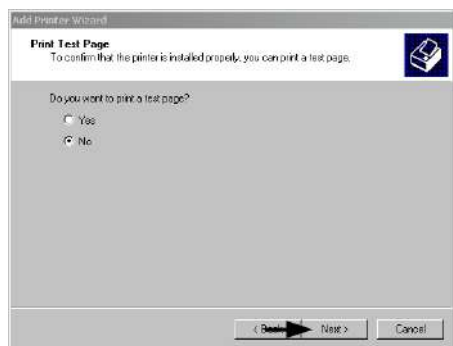 Add Printer Wizard
Print Test Page
To confirm that the printer is installed properly, you can print a test page.
Do you want to print a test page?
Yes
No
< Back
Next >
Cancel